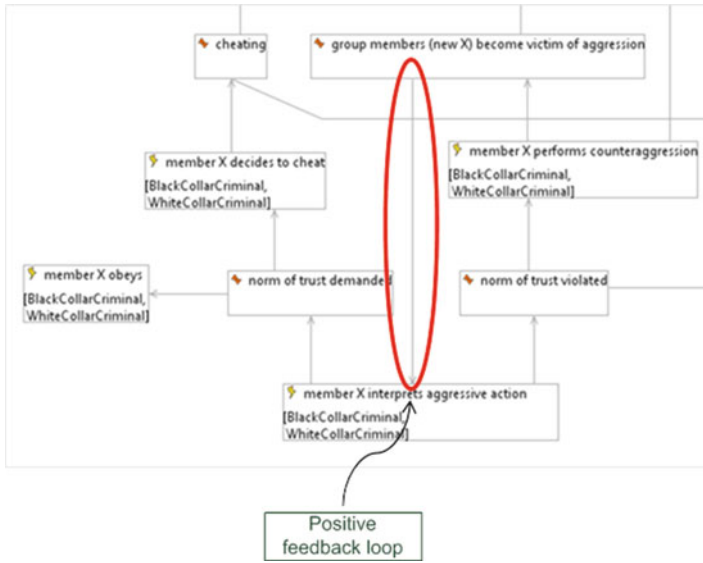 cheating
group members (new X) become victim of aggression
member X decides to cheat
[BlackCollarCriminal,
WhiteCollarCriminal]
member X performs counteraggression
[BlackCollarCriminal,
WhiteCollarCriminal]
member X obeys
[BlackCollarCriminal,
WhiteCollarCriminal]
norm of trust demanded
norm of trust violated
member X interprets aggressive action
[BlackCollarCriminal,
WhiteCollarCriminal]
Positive
feedback loop